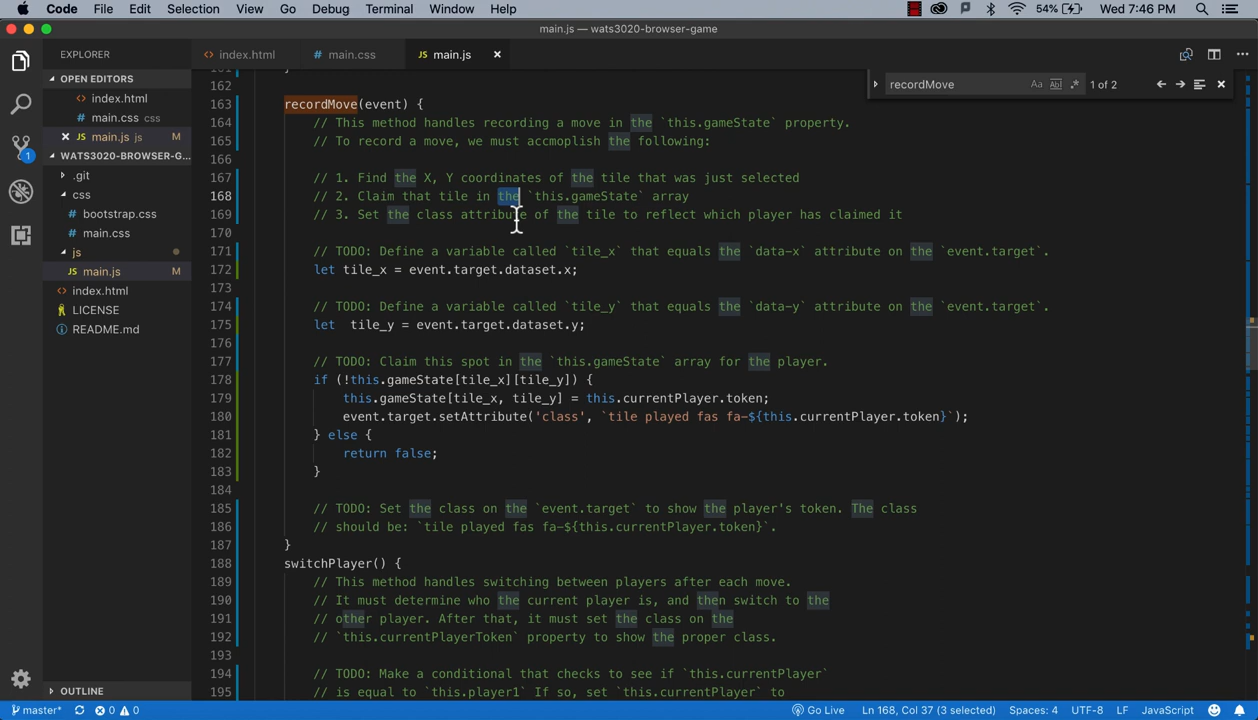 Code File Edit Selection View Go Debug Terminal Window Help 54% Wed 7:46 PM
main.js — wats3020-browser-game
EXPLORER
<> index.html
# main.css
JS main.js ×
OPEN EDITORS
<> index.html
# main.css css
× JS main.js js M
WATS3020-BROWSER-G...
.git
css
# bootstrap.css
# main.css
js
JS main.js M
<> index.html
LICENSE
README.md
OUTLINE
recordMove Aa Abl .* 1 of 2
162
163 recordMove(event) {
164 // This method handles recording a move in the `this.gameState` property.
165 // To record a move, we must accmoplish the following:
166
167 // 1. Find the X, Y coordinates of the tile that was just selected
168 // 2. Claim that tile in the `this.gameState` array
169 // 3. Set the class attribute of the tile to reflect which player has claimed it
170
171 // TODO: Define a variable called `tile_x` that equals the `data-x` attribute on the `event.target`.
172 let tile_x = event.target.dataset.x;
173
174 // TODO: Define a variable called `tile_y` that equals the `data-y` attribute on the `event.target`.
175 let  tile_y = event.target.dataset.y;
176
177 // TODO: Claim this spot in the `this.gameState` array for the player.
178 if (!this.gameState[tile_x][tile_y]) {
179 this.gameState[tile_x, tile_y] = this.currentPlayer.token;
180 event.target.setAttribute('class', `tile played fas fa-${this.currentPlayer.token}`);
181 } else {
182 return false;
183 }
184
185 // TODO: Set the class on the `event.target` to show the player's token. The class
186 // should be: `tile played fas fa-${this.currentPlayer.token}`.
187 }
188 switchPlayer() {
189 // This method handles switching between players after each move.
190 // It must determine who the current player is, and then switch to the
191 // other player. After that, it must set the class on the
192 // `this.currentPlayerToken` property to show the proper class.
193
194 // TODO: Make a conditional that checks to see if `this.currentPlayer`
195 // is equal to `this.player1` If so, set `this.currentPlayer` to
1
master* 0 0 Go Live Ln 168, Col 37 (3 selected) Spaces: 4 UTF-8 LF JavaScript